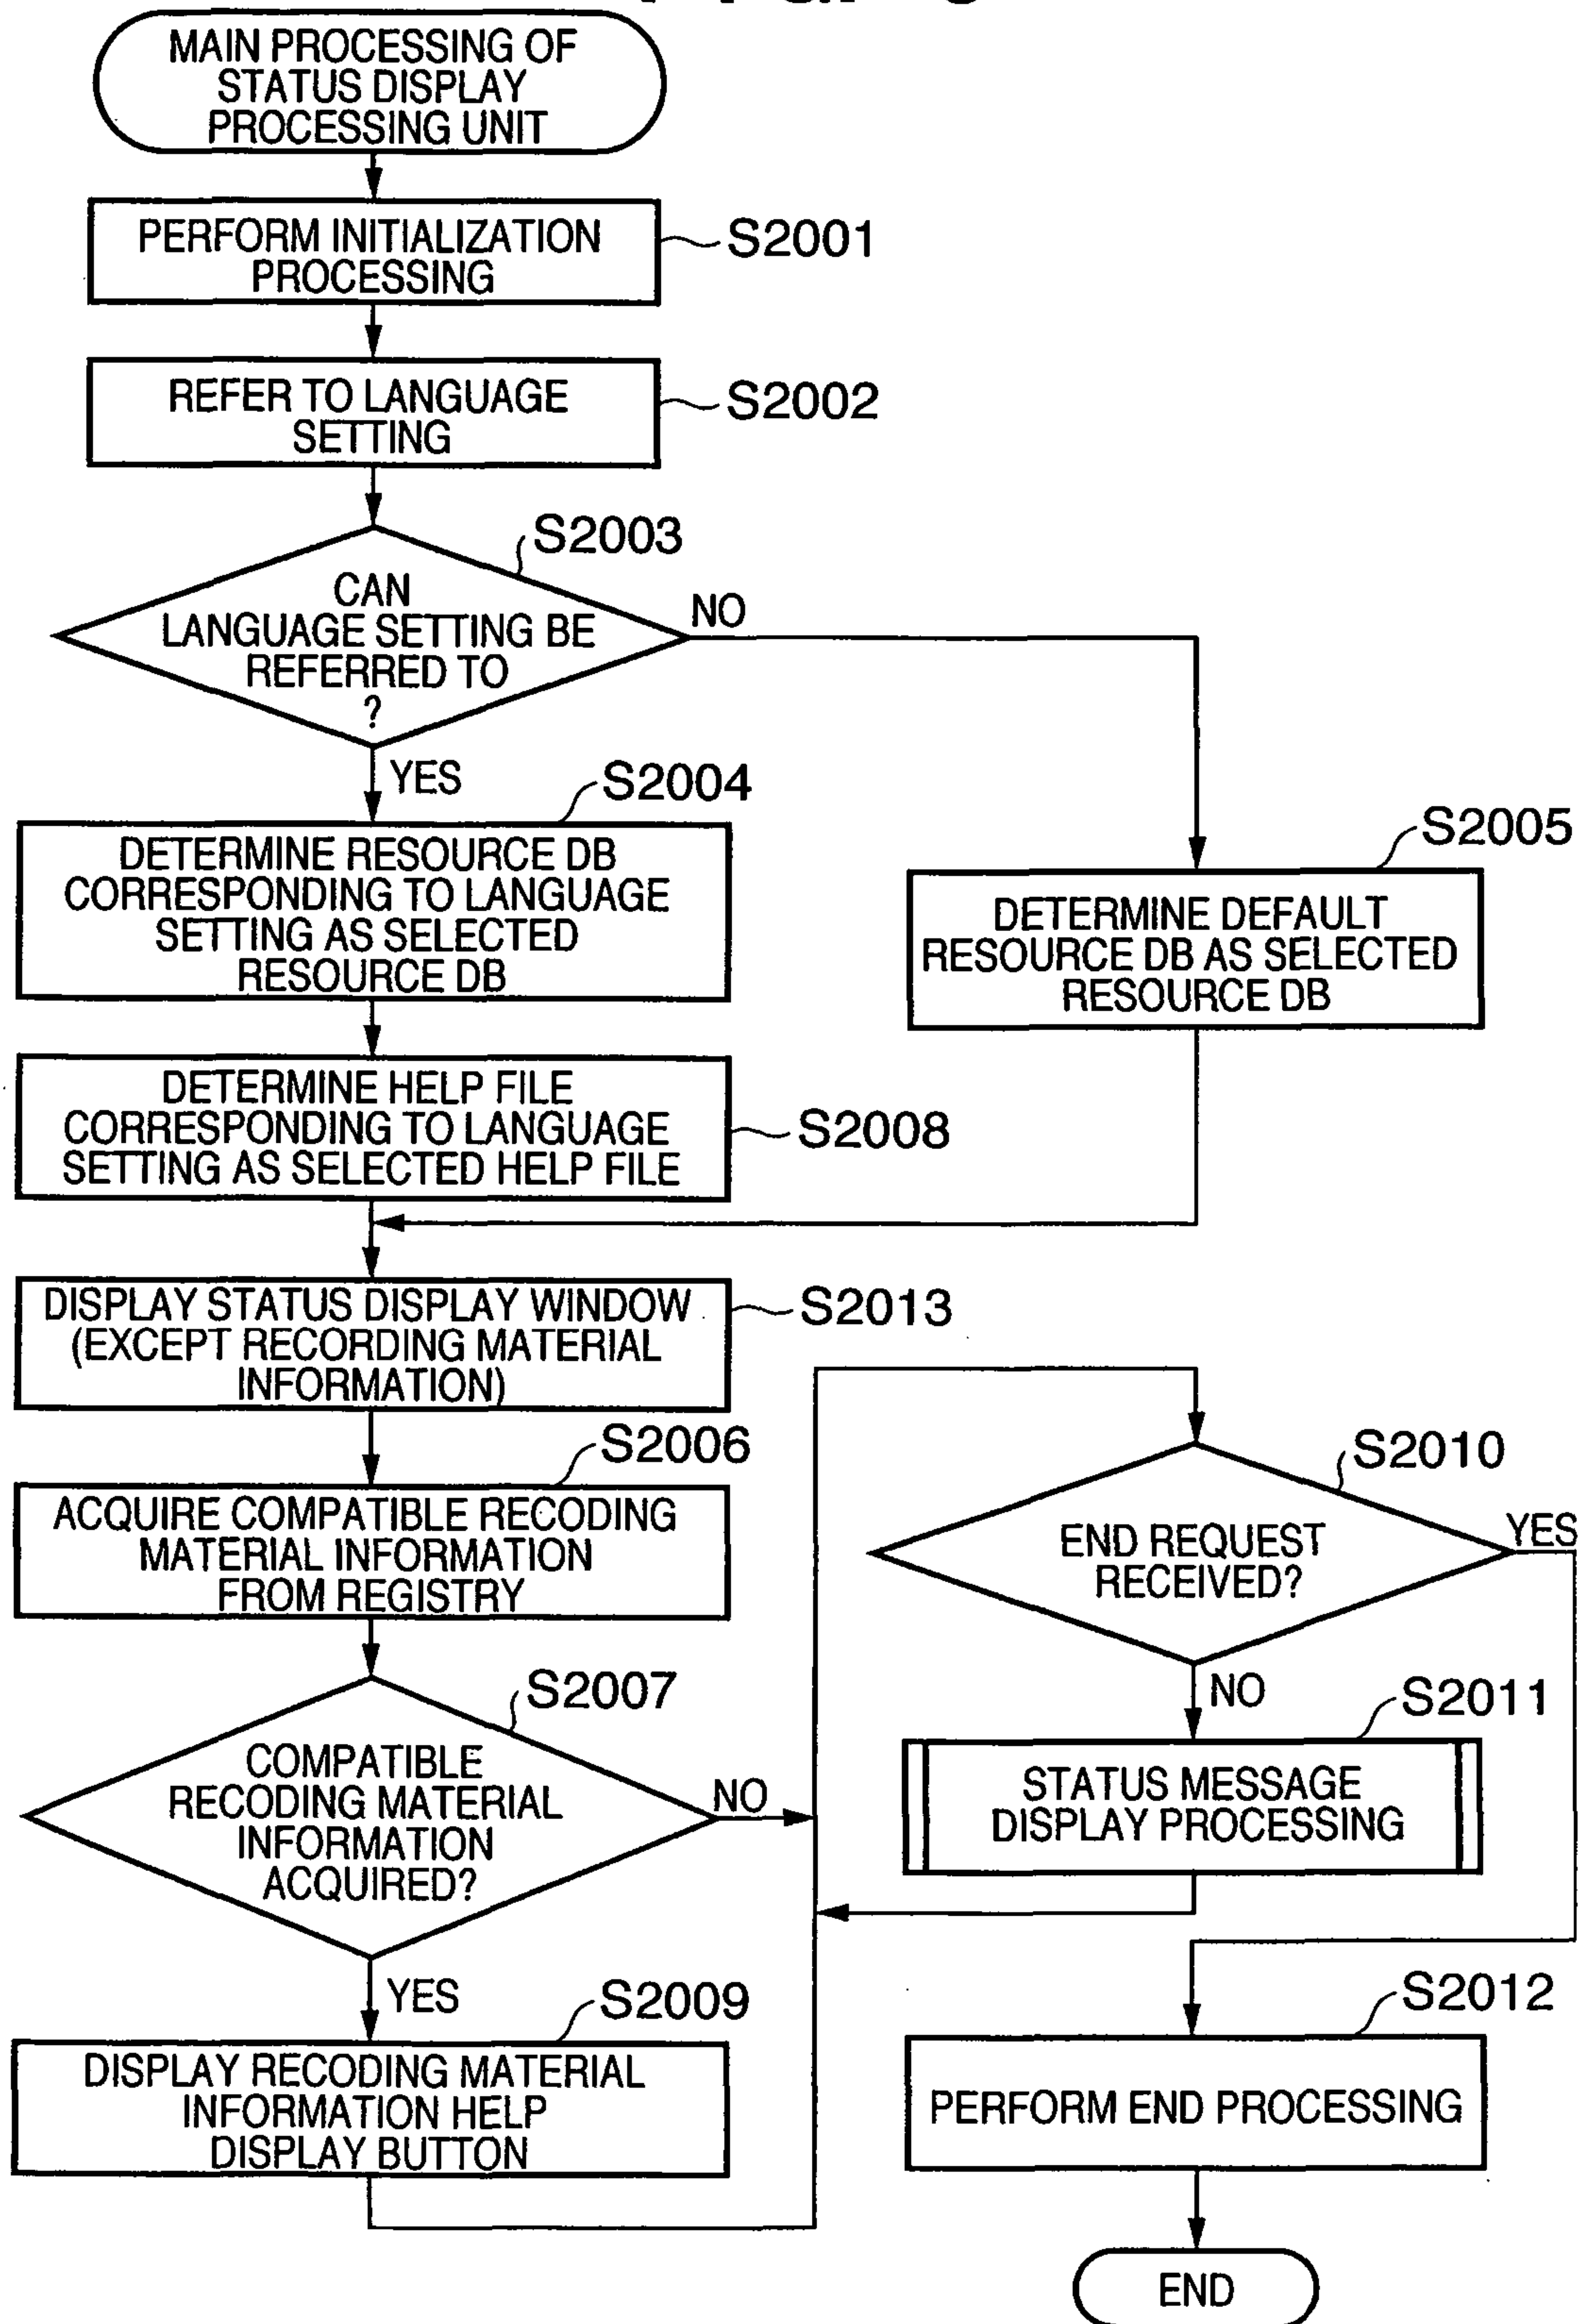 MAIN PROCESSING OF
STATUS DISPLAY
PROCESSING UNIT
PERFORM INITIALIZATION
PROCESSING
S2001
REFER TO LANGUAGE
SETTING
S2002
S2003
CAN
LANGUAGE SETTING BE
REFERRED TO
?
NO
YES
S2004
DETERMINE RESOURCE DB
CORRESPONDING TO LANGUAGE
SETTING AS SELECTED
RESOURCE DB
S2005
DETERMINE DEFAULT
RESOURCE DB AS SELECTED
RESOURCE DB
DETERMINE HELP FILE
CORRESPONDING TO LANGUAGE
SETTING AS SELECTED HELP FILE
S2008
DISPLAY STATUS DISPLAY WINDOW
(EXCEPT RECORDING MATERIAL
INFORMATION)
S2013
S2006
ACQUIRE COMPATIBLE RECODING
MATERIAL INFORMATION
FROM REGISTRY
S2007
COMPATIBLE
RECODING MATERIAL
INFORMATION
ACQUIRED?
NO
YES
S2009
DISPLAY RECODING MATERIAL
INFORMATION HELP
DISPLAY BUTTON
S2010
END REQUEST
RECEIVED?
YES
NO
S2011
STATUS MESSAGE
DISPLAY PROCESSING
S2012
PERFORM END PROCESSING
END